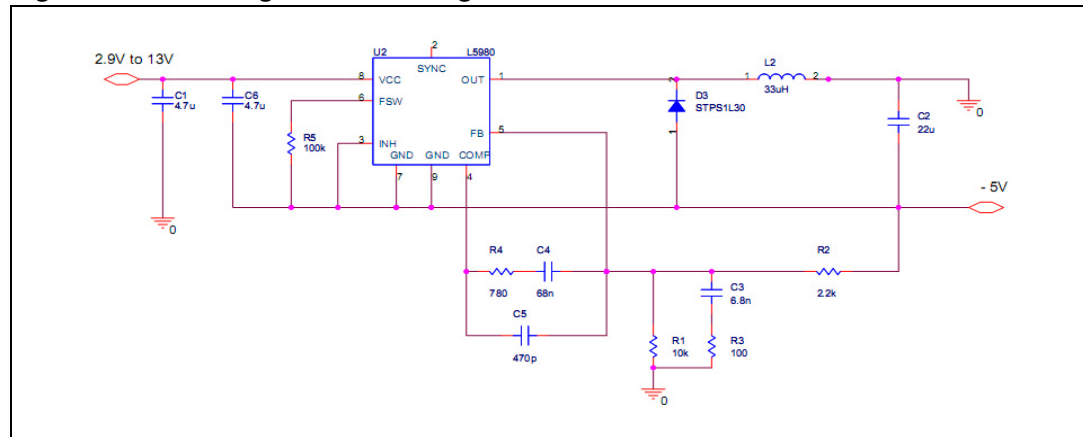 2.9V to 13V
C1
4.7u
C6
4.7u
0
R5
100k
U2
L5980
2
SYNC
8
VCC
OUT
1
6
FSW
3
INH
FB
5
GND
GND
COMP
7
9
4
D3
STPS1L30
2
1
1
L2
2
33uH
0
C2
22u
- 5V
R4
780
C4
68n
C5
470p
R1
10k
C3
6.8n
R3
100
R2
2.2k
0